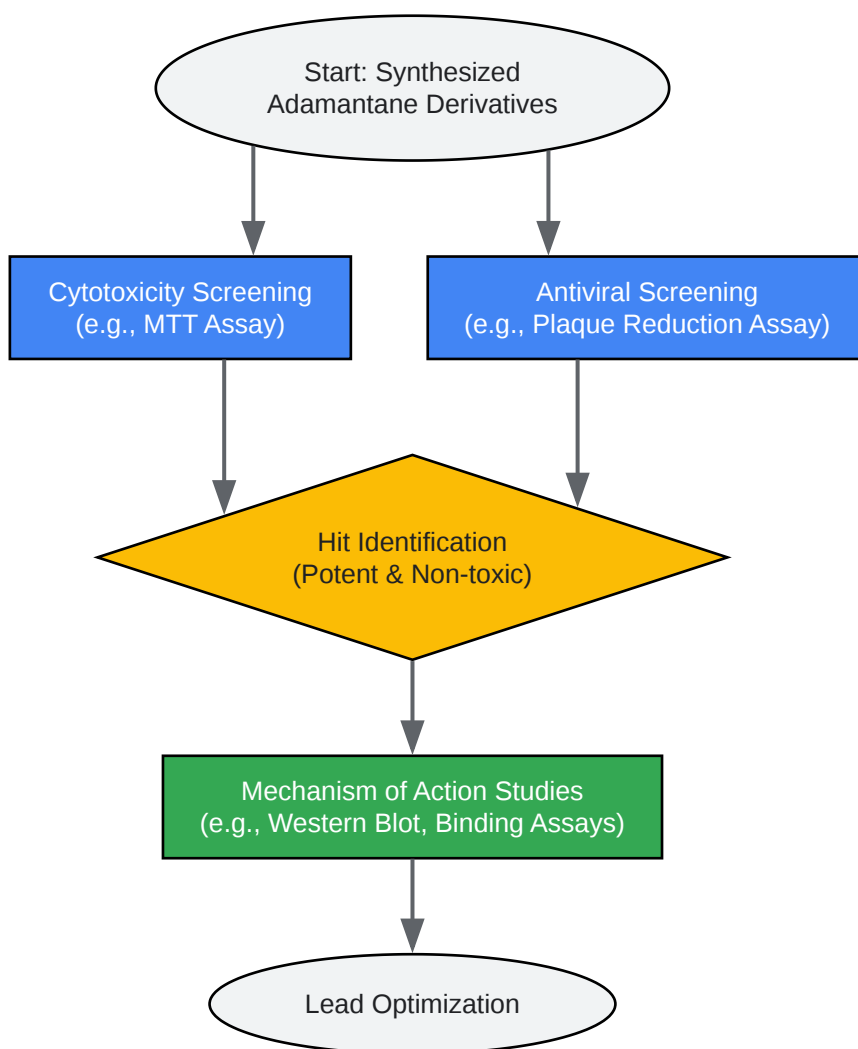 Start: Synthesized
Adamantane Derivatives
Cytotoxicity Screening
(e.g., MTT Assay)
Antiviral Screening
(e.g., Plaque Reduction Assay)
Hit Identification
(Potent & Non-toxic)
Mechanism of Action Studies
(e.g., Western Blot, Binding Assays)
Lead Optimization